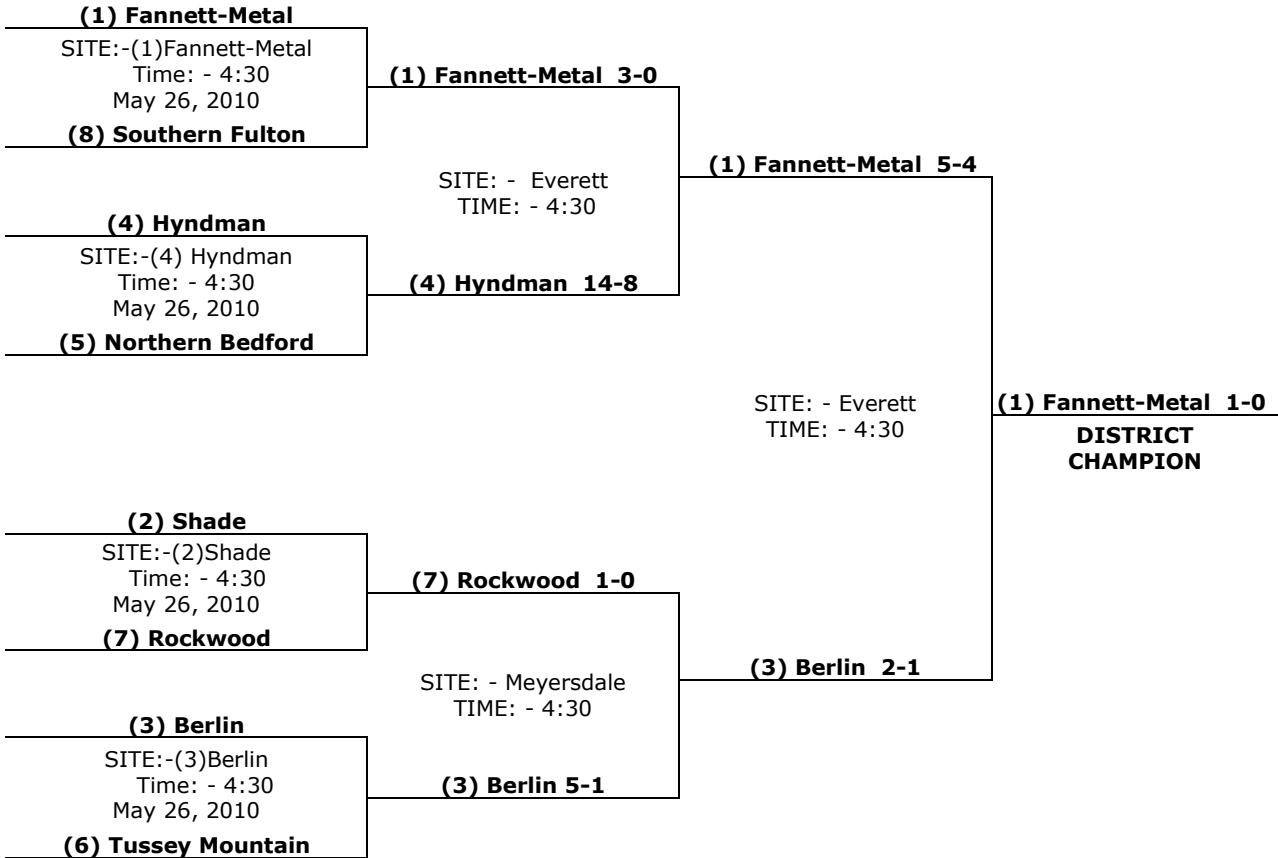 (1) Fannett-Metal
SITE:-(1)Fannett-Metal
Time: - 4:30
May 26, 2010
(8) Southern Fulton
(1) Fannett-Metal 3-0
SITE: - Everett
TIME: - 4:30
(4) Hyndman
SITE:-(4) Hyndman
Time: - 4:30
May 26, 2010
(5) Northern Bedford
(4) Hyndman 14-8
(1) Fannett-Metal 5-4
SITE: - Everett
TIME: - 4:30
(1) Fannett-Metal 1-0
DISTRICT
CHAMPION
(2) Shade
SITE:-(2)Shade
Time: - 4:30
May 26, 2010
(7) Rockwood
(7) Rockwood 1-0
SITE: - Meyersdale
TIME: - 4:30
(3) Berlin 2-1
(3) Berlin
SITE:-(3)Berlin
Time: - 4:30
May 26, 2010
(6) Tussey Mountain
(3) Berlin 5-1